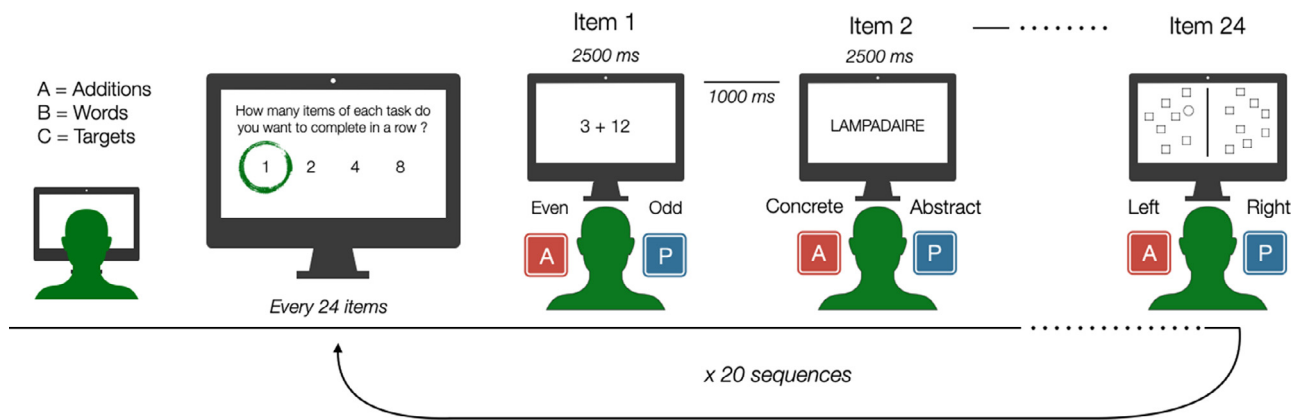 A = Additions
B = Words
C = Targets
How many items of each task do
you want to complete in a row ?
1 2 4 8
Every 24 items
Item 1
2500 ms
3 + 12
Even Odd
A P
1000 ms
Item 2
2500 ms
LAMPADAIRE
Concrete Abstract
A P
Item 24
Left Right
A P
x 20 sequences